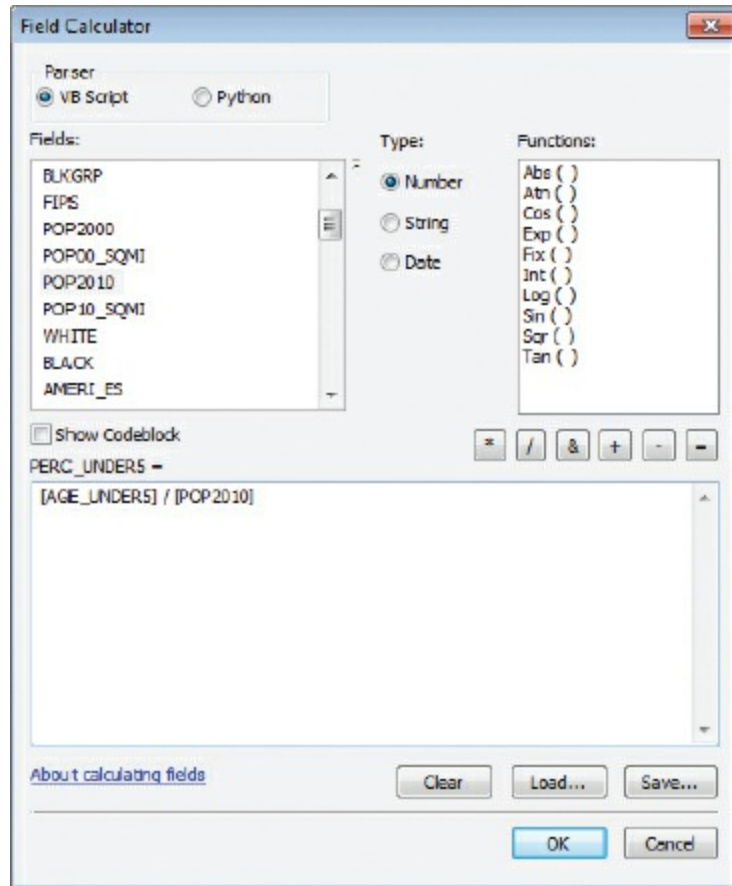 Field Calculator
Parser
VB Script
Python
Fields:
BLKGRP
FIPS
POP2000
POP00_SQMI
POP2010
POP10_SQMI
WHITE
BLACK
AMERI_ES
Type:
Number
String
Date
Functions:
Abs ( )
Atn ( )
Cos ( )
Exp ( )
Fix ( )
Int ( )
Log ( )
Sin ( )
Sqr ( )
Tan ( )
Show Codeblock
* / & + - =
PERC_UNDER5 =
[AGE_UNDER5] / [POP2010]
About calculating fields
Clear
Load...
Save...
OK
Cancel